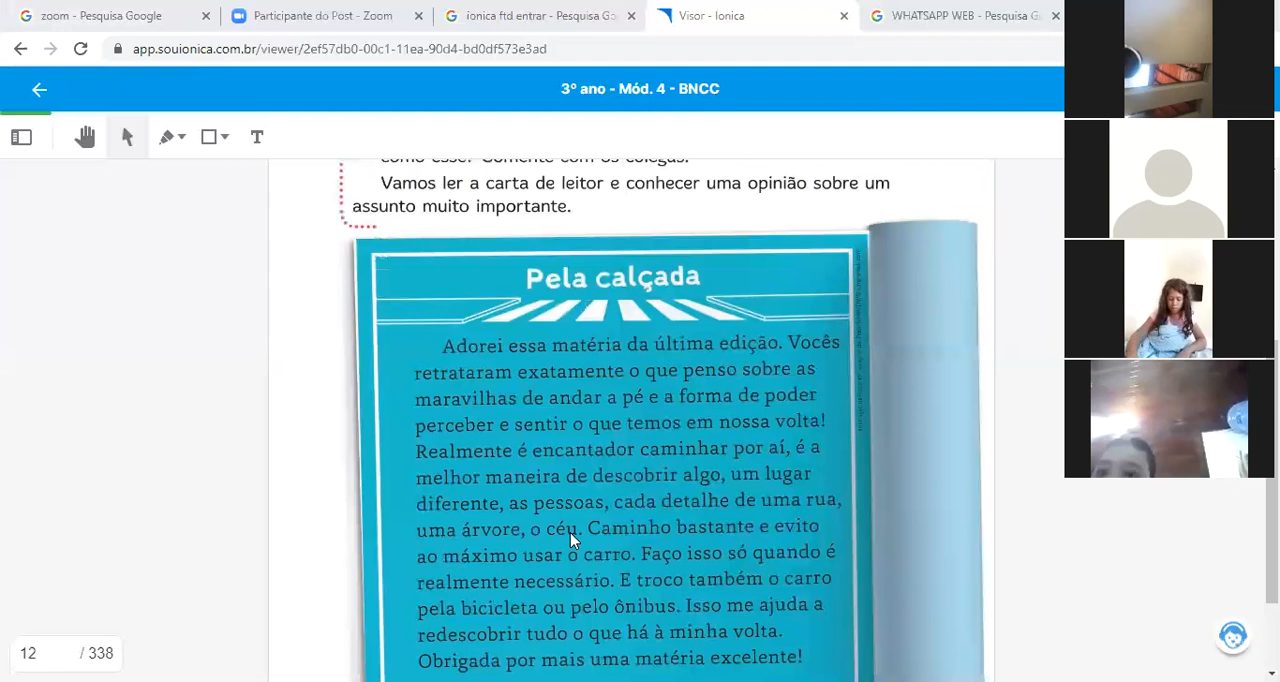 zoom - Pesquisa Google
Participante do Post - Zoom
ionica ftd entrar - Pesquisa Go
Visor - Ionica
WHATSAPP WEB - Pesquisa G
app.souionica.com.br/viewer/2ef57db0-00c1-11ea-90d4-bd0df573e3ad
3º ano - Mód. 4 - BNCC
T
como esse? Comente com os colegas.
Vamos ler a carta de leitor e conhecer uma opinião sobre um
assunto muito importante.
Pela calçada
Adorei essa matéria da última edição. Vocês
retrataram exatamente o que penso sobre as
maravilhas de andar a pé e a forma de poder
perceber e sentir o que temos em nossa volta!
Realmente é encantador caminhar por aí, é a
melhor maneira de descobrir algo, um lugar
diferente, as pessoas, cada detalhe de uma rua,
uma árvore, o céu. Caminho bastante e evito
ao máximo usar o carro. Faço isso só quando é
realmente necessário. E troco também o carro
pela bicicleta ou pelo ônibus. Isso me ajuda a
redescobrir tudo o que há à minha volta.
Obrigada por mais uma matéria excelente!
12 / 338